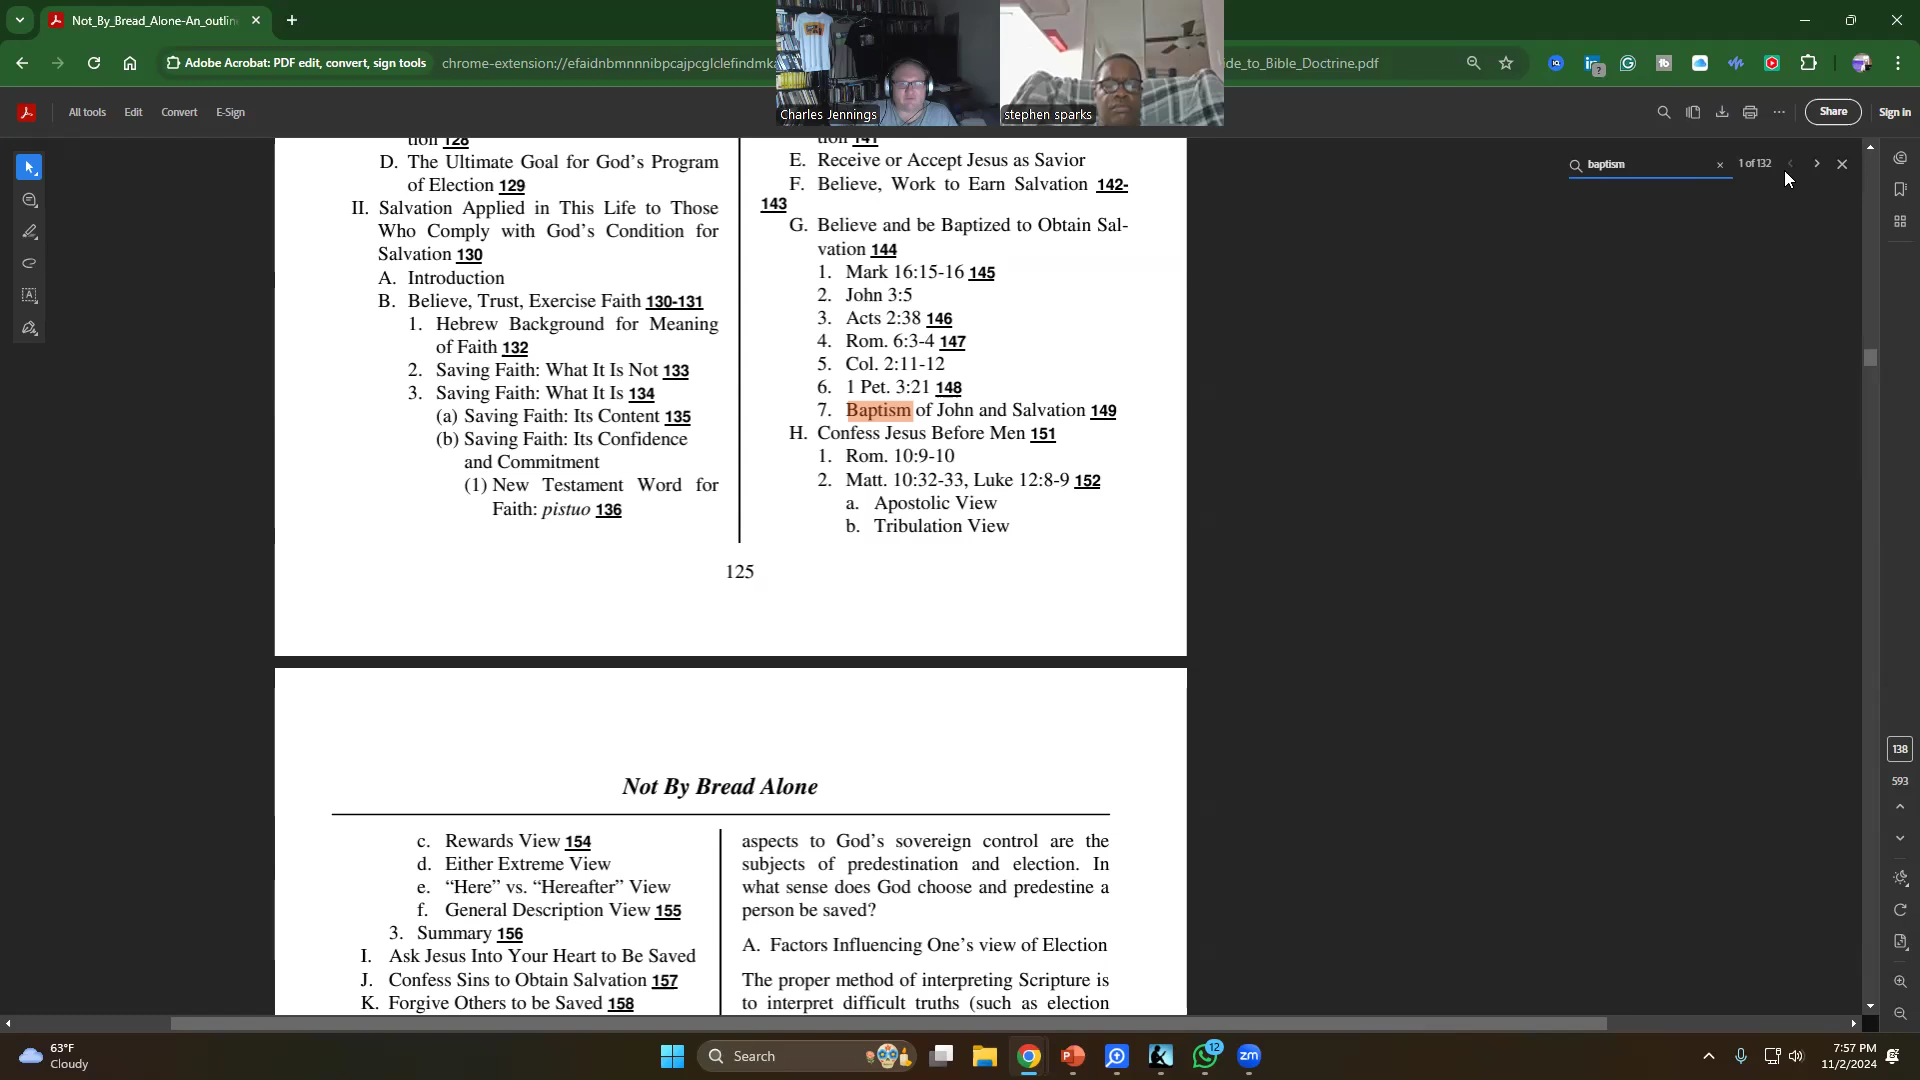 Not_By_Bread_Alone-An_outlin
Adobe Acrobat: PDF edit, convert, sign tools
chrome-extension://efaidnbmnnnibpcajpcglclefindmka
de_to_Bible_Doctrine.pdf
Charles Jennings
stephen sparks
All tools
Edit
Convert
E-Sign
Share
Sign in
baptism
1 of 132
tion 128
D. The Ultimate Goal for God's Program
of Election 129
II. Salvation Applied in This Life to Those
Who Comply with God's Condition for
Salvation 130
A. Introduction
B. Believe, Trust, Exercise Faith 130-131
1. Hebrew Background for Meaning
of Faith 132
2. Saving Faith: What It Is Not 133
3. Saving Faith: What It Is 134
(a) Saving Faith: Its Content 135
(b) Saving Faith: Its Confidence
and Commitment
(1) New Testament Word for
Faith: pistuo 136
tion 141
E. Receive or Accept Jesus as Savior
F. Believe, Work to Earn Salvation 142-
143
G. Believe and be Baptized to Obtain Sal-
vation 144
1. Mark 16:15-16 145
2. John 3:5
3. Acts 2:38 146
4. Rom. 6:3-4 147
5. Col. 2:11-12
6. 1 Pet. 3:21 148
7. Baptism of John and Salvation 149
H. Confess Jesus Before Men 151
1. Rom. 10:9-10
2. Matt. 10:32-33, Luke 12:8-9 152
a. Apostolic View
b. Tribulation View
125
Not By Bread Alone
c. Rewards View 154
d. Either Extreme View
e. “Here” vs. “Hereafter” View
f. General Description View 155
3. Summary 156
I. Ask Jesus Into Your Heart to Be Saved
J. Confess Sins to Obtain Salvation 157
K. Forgive Others to be Saved 158
aspects to God's sovereign control are the
subjects of predestination and election. In
what sense does God choose and predestine a
person be saved?
A. Factors Influencing One's view of Election
The proper method of interpreting Scripture is
to interpret difficult truths (such as election
138
593
63°F
Cloudy
Search
12
zm
7:57 PM
11/2/2024